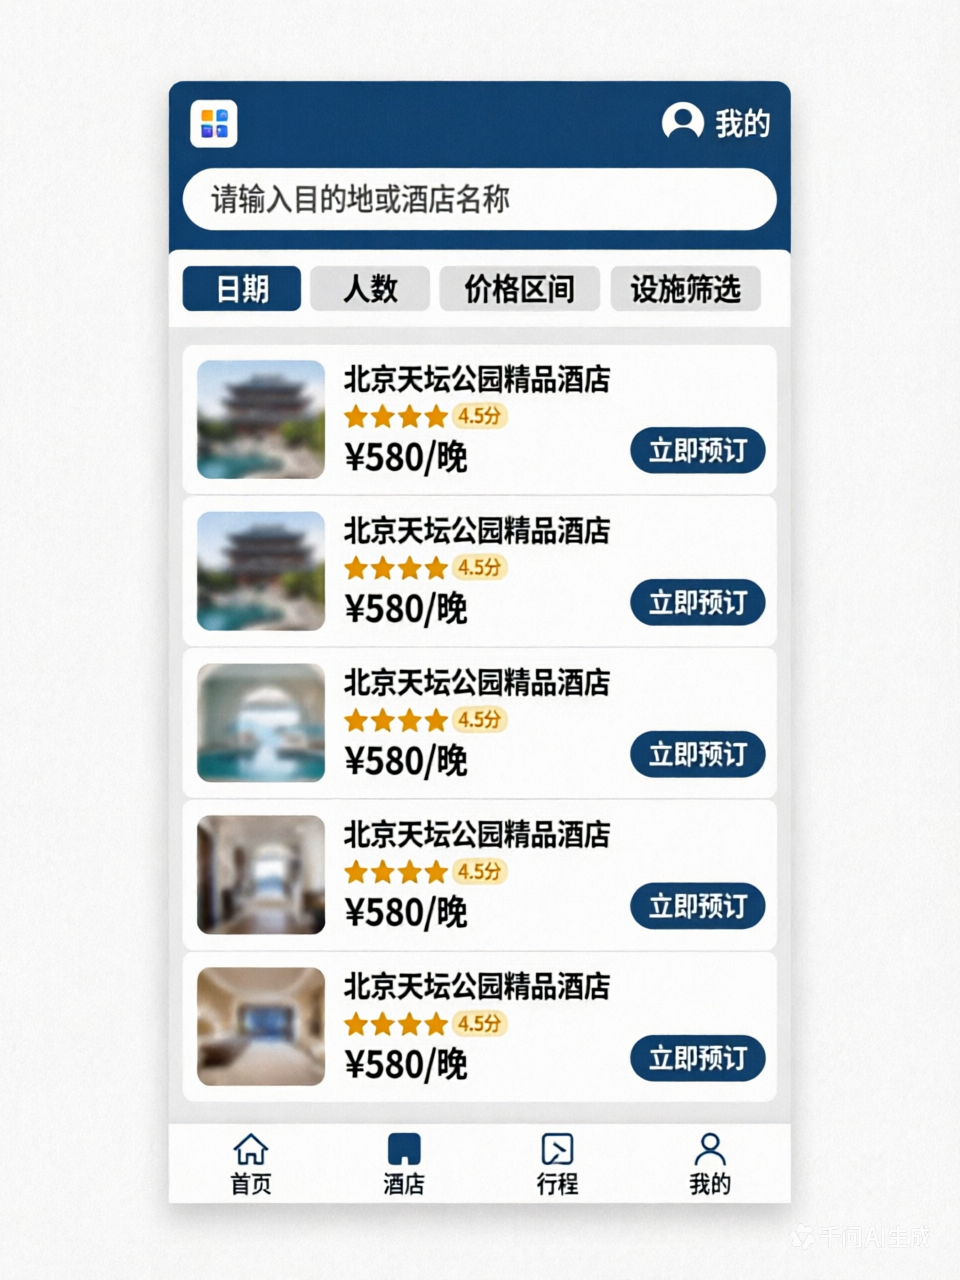 我的
请输入目的地或酒店名称
日期 人数 价格区间 设施筛选
北京天坛公园精品酒店
4.5分
¥580/晚
立即预订
北京天坛公园精品酒店
4.5分
¥580/晚
立即预订
北京天坛公园精品酒店
4.5分
¥580/晚
立即预订
北京天坛公园精品酒店
4.5分
¥580/晚
立即预订
北京天坛公园精品酒店
4.5分
¥580/晚
立即预订
首页 酒店 行程 我的
千问AI生成